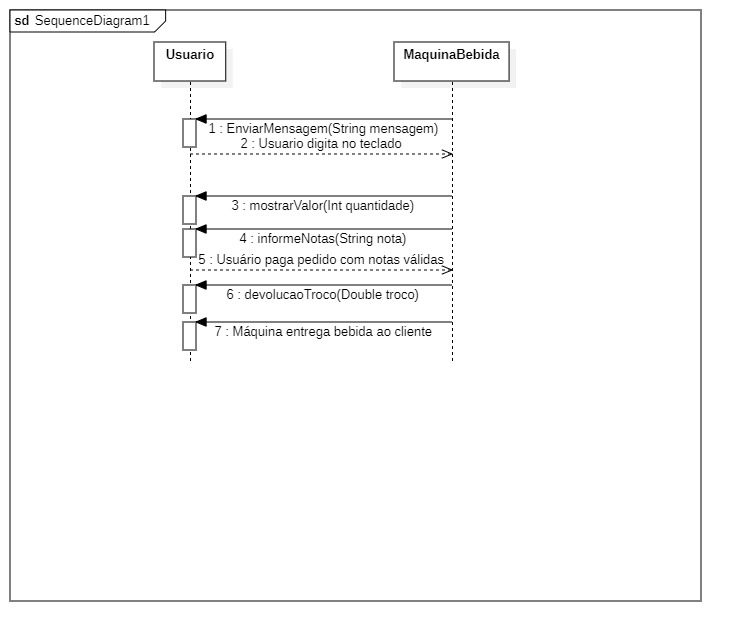 sd SequenceDiagram1
Usuario
MaquinaBebida
1 : EnviarMensagem(String mensagem)
2 : Usuario digita no teclado
3 : mostrarValor(Int quantidade)
4 : informeNotas(String nota)
5 : Usuário paga pedido com notas válidas
6 : devolucaoTroco(Double troco)
7 : Máquina entrega bebida ao cliente